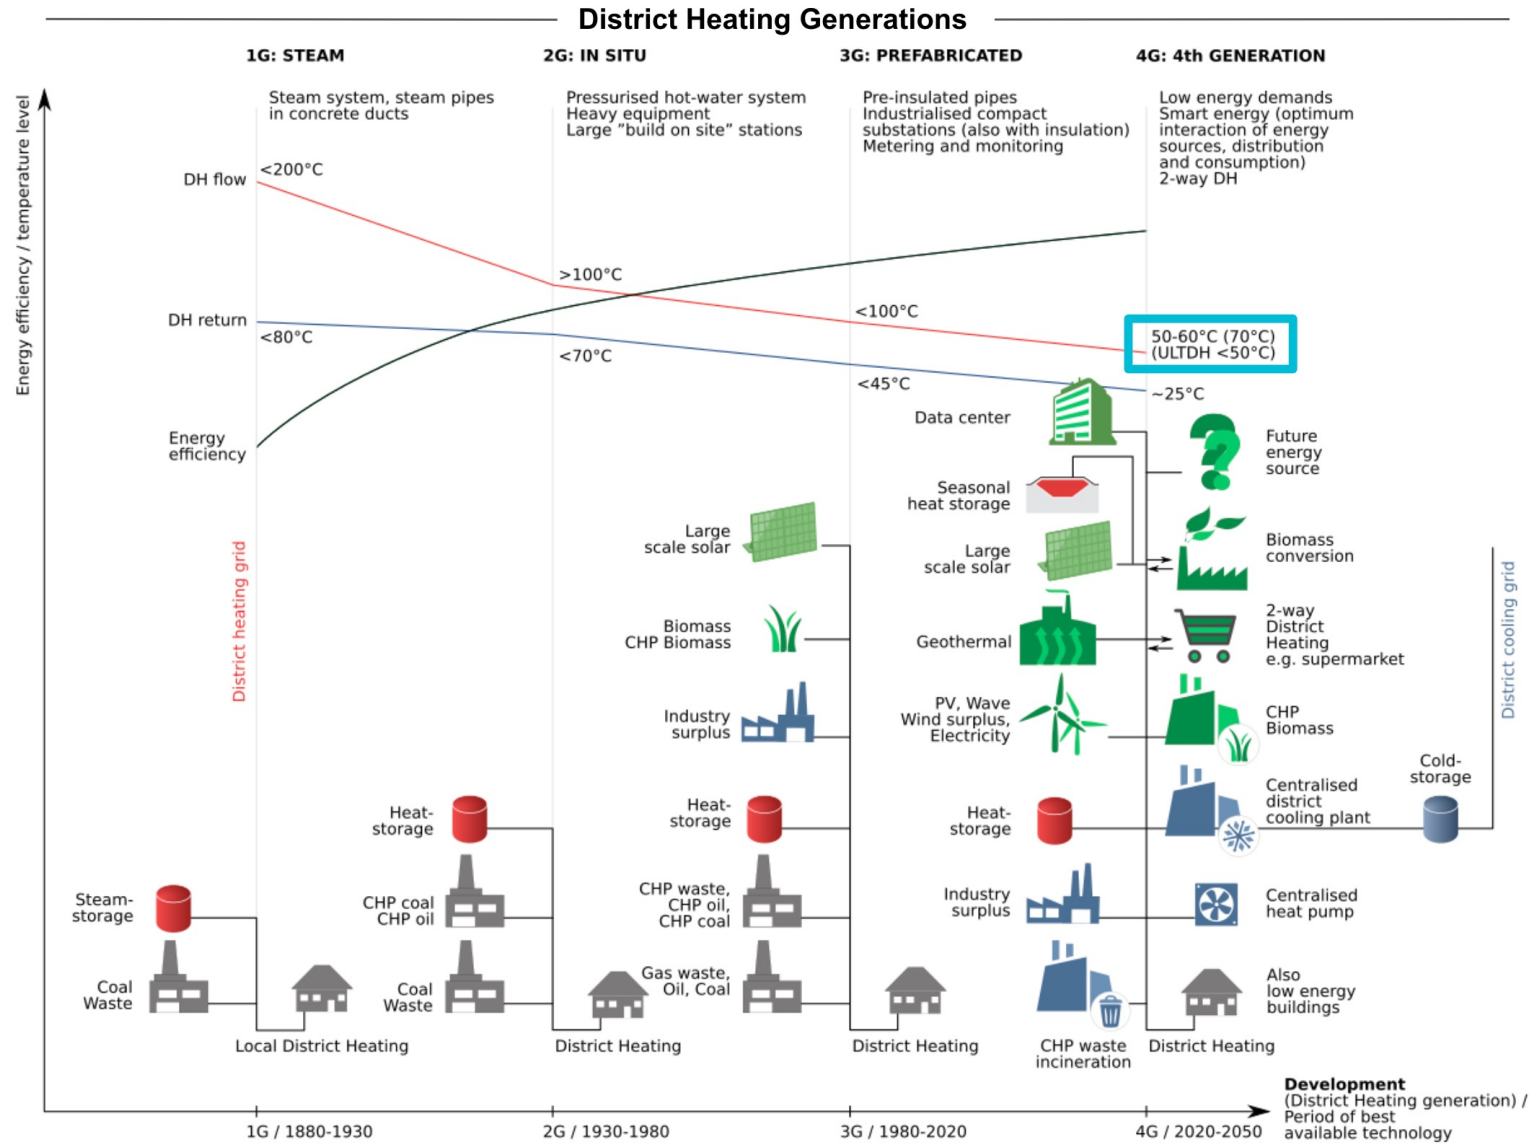 District Heating Generations
1G: STEAM
2G: IN SITU
3G: PREFABRICATED
4G: 4th GENERATION
Steam system, steam pipes
in concrete ducts
Pressurised hot-water system
Heavy equipment
Large ”build on site” stations
Pre-insulated pipes
Industrialised compact
substations (also with insulation)
Metering and monitoring
Low energy demands
Smart energy (optimum
interaction of energy
sources, distribution
and consumption)
2-way DH
Energy efficiency / temperature level
DH flow
<200°C
>100°C
<100°C
50-60°C (70°C)
(ULTDH <50°C)
DH return
<80°C
<70°C
<45°C
~25°C
Energy
efficiency
District heating grid
Steam-
storage
Coal
Waste
Local District Heating
Heat-
storage
CHP coal
CHP oil
Coal
Waste
District Heating
Large
scale solar
Biomass
CHP Biomass
Industry
surplus
Heat-
storage
CHP waste,
CHP oil,
CHP coal
Gas waste,
Oil, Coal
District Heating
Data center
Seasonal
heat storage
Large
scale solar
Geothermal
PV, Wave
Wind surplus,
Electricity
Heat-
storage
Industry
surplus
CHP waste
incineration
Future
energy
source
Biomass
conversion
2-way
District
Heating
e.g. supermarket
CHP
Biomass
Centralised
district
cooling plant
Centralised
heat pump
Also
low energy
buildings
District Heating
Cold-
storage
District cooling grid
Development
(District Heating generation) /
Period of best
available technology
1G / 1880-1930
2G / 1930-1980
3G / 1980-2020
4G / 2020-2050